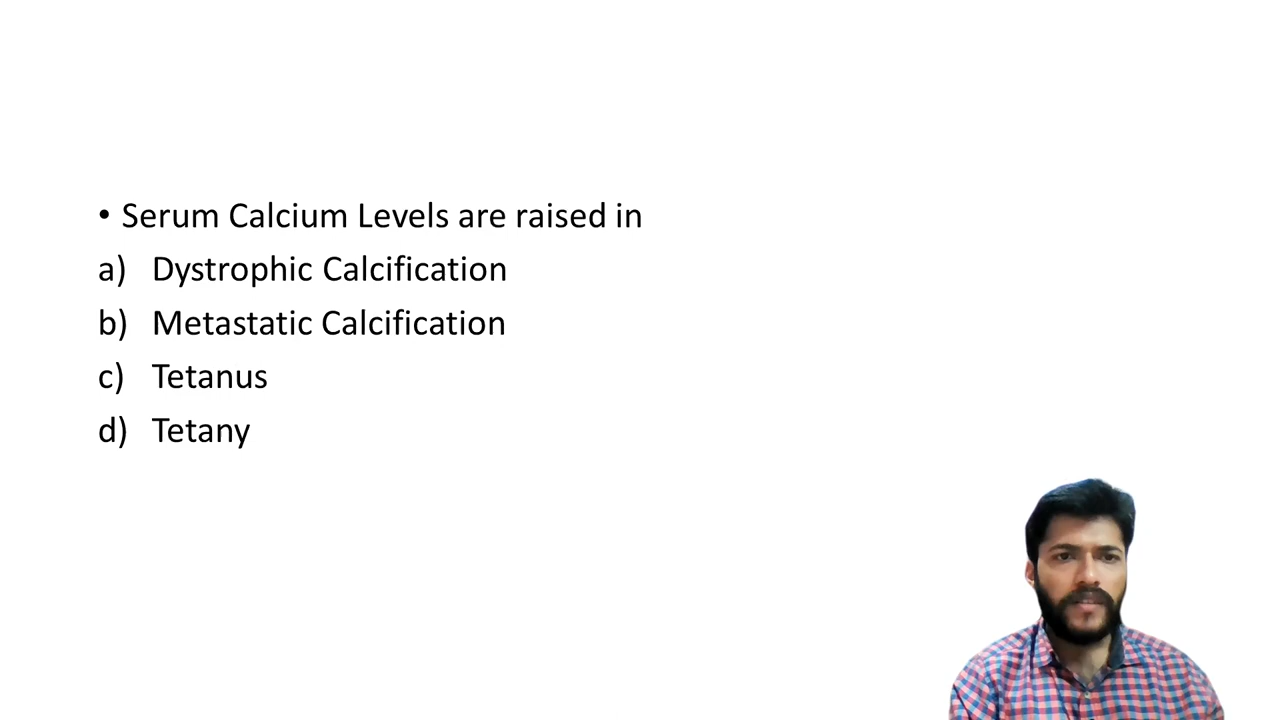 • Serum Calcium Levels are raised in
a) Dystrophic Calcification
b) Metastatic Calcification
c) Tetanus
d) Tetany